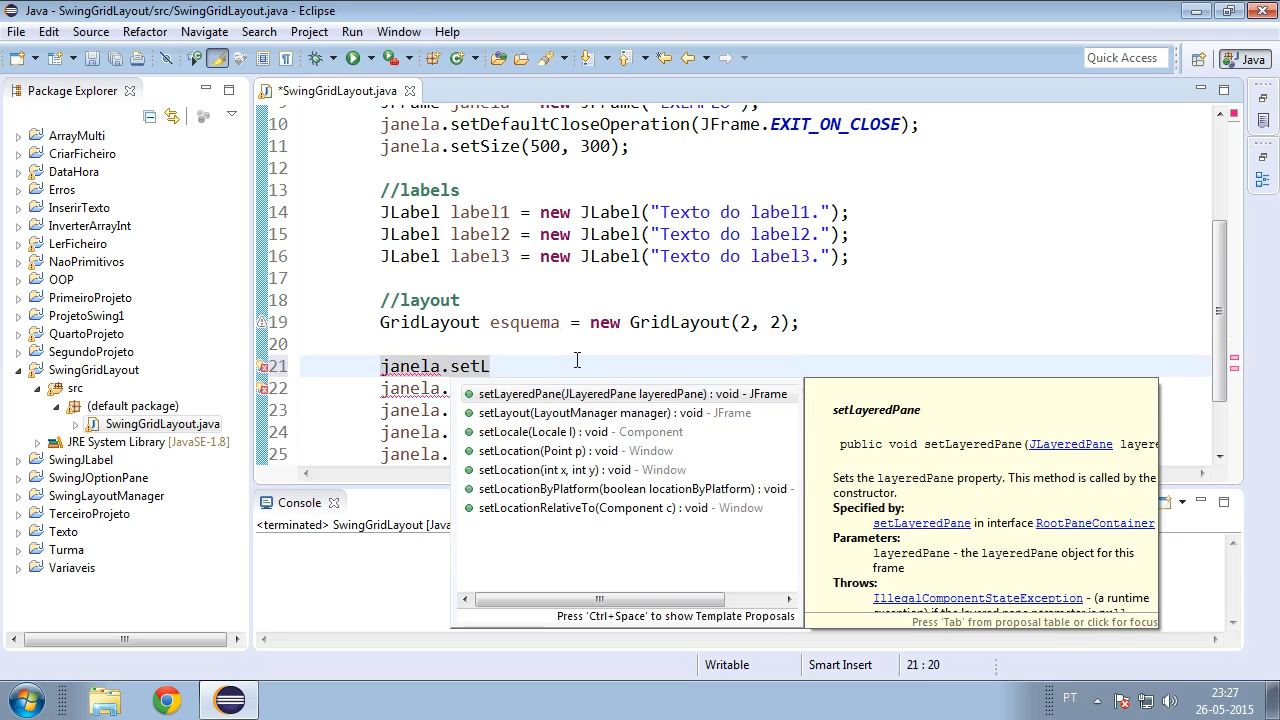 Java - SwingGridLayout/src/SwingGridLayout.java - Eclipse
File Edit Source Refactor Navigate Search Project Run Window Help
Quick Access
Java
Package Explorer
*SwingGridLayout.java
ArrayMulti
CriarFicheiro
DataHora
Erros
InserirTexto
InverterArrayInt
LerFicheiro
NaoPrimitivos
OOP
PrimeiroProjeto
ProjetoSwing1
QuartoProjeto
SegundoProjeto
SwingGridLayout
src
(default package)
SwingGridLayout.java
JRE System Library [JavaSE-1.8]
SwingJLabel
SwingJOptionPane
SwingLayoutManager
TerceiroProjeto
Texto
Turma
Variaveis
9 JFrame janela = new JFrame("EXEMPLO");
10 janela.setDefaultCloseOperation(JFrame.EXIT_ON_CLOSE);
11 janela.setSize(500, 300);
12
13 //labels
14 JLabel label1 = new JLabel("Texto do label1.");
15 JLabel label2 = new JLabel("Texto do label2.");
16 JLabel label3 = new JLabel("Texto do label3.");
17
18 //layout
19 GridLayout esquema = new GridLayout(2, 2);
20
21 janela.setL
22 janela.
23 janela.
24 janela.
25 janela.
setLayeredPane(JLayeredPane layeredPane) : void - JFrame
setLayout(LayoutManager manager) : void - JFrame
setLocale(Locale l) : void - Component
setLocation(Point p) : void - Window
setLocation(int x, int y) : void - Window
setLocationByPlatform(boolean locationByPlatform) : void -
setLocationRelativeTo(Component c) : void - Window
Press 'Ctrl+Space' to show Template Proposals
setLayeredPane
public void setLayeredPane(JLayeredPane layere
Sets the layeredPane property. This method is called by the
constructor.
Specified by:
setLayeredPane in interface RootPaneContainer
Parameters:
layeredPane - the layeredPane object for this
frame
Throws:
IllegalComponentStateException - (a runtime
Press 'Tab' from proposal table or click for focus
Console
<terminated> SwingGridLayout [Java
Writable
Smart Insert
21 : 20
PT
23:27
26-05-2015